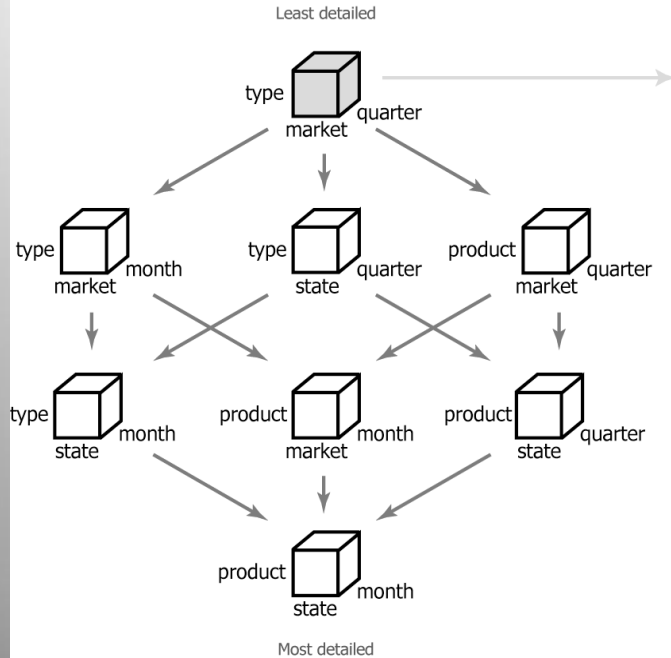 Least detailed
type
quarter
market
type
month
market
type
quarter
state
product
quarter
market
type
month
state
product
month
market
product
quarter
state
product
month
state
Most detailed